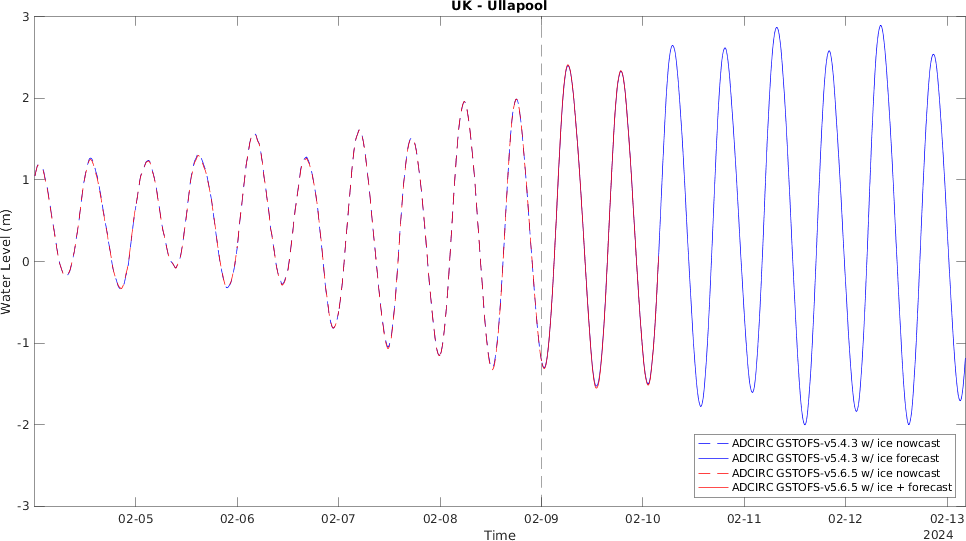 UK - Ullapool
3
2
1
0
-1
-2
-3
Water Level (m)
ADCIRC GSTOFS-v5.4.3 w/ ice nowcast
ADCIRC GSTOFS-v5.4.3 w/ ice forecast
ADCIRC GSTOFS-v5.6.5 w/ ice nowcast
ADCIRC GSTOFS-v5.6.5 w/ ice + forecast
02-05 02-06 02-07 02-08 02-09 02-10 02-11 02-12 02-13
Time
2024